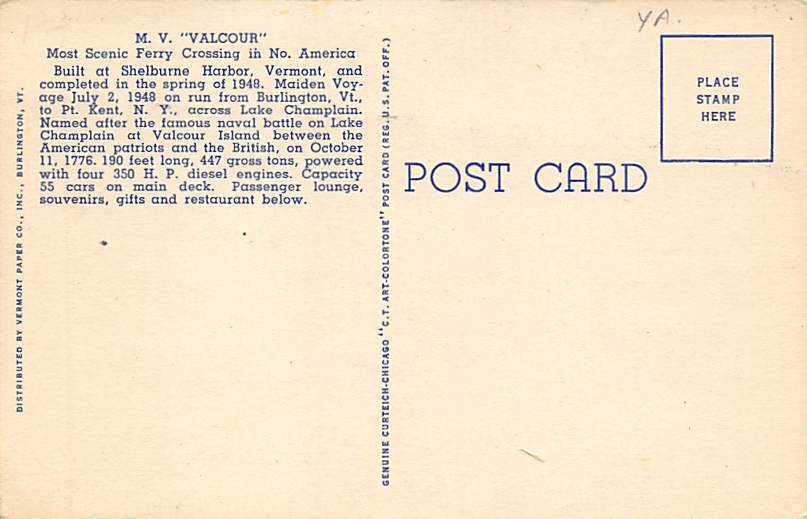 YA.
M. V. "VALCOUR"
Most Scenic Ferry Crossing in No. America
Built at Shelburne Harbor, Vermont, and
completed in the spring of 1948. Maiden Voy-
age July 2, 1948 on run from Burlington, Vt.,
to Pt. Kent, N. Y., across Lake Champlain.
Named after the famous naval battle on Lake
Champlain at Valcour Island between the
American patriots and the British, on October
11, 1776. 190 feet long, 447 gross tons, powered
with four 350 H. P. diesel engines. Capacity
55 cars on main deck. Passenger lounge,
souvenirs, gifts and restaurant below.
DISTRIBUTED BY VERMONT PAPER CO., INC., BURLINGTON, VT.
GENUINE CURTEICH-CHICAGO "C.T. ART-COLORTONE" POST CARD (REG. U.S. PAT. OFF.)
POST CARD
PLACE
STAMP
HERE